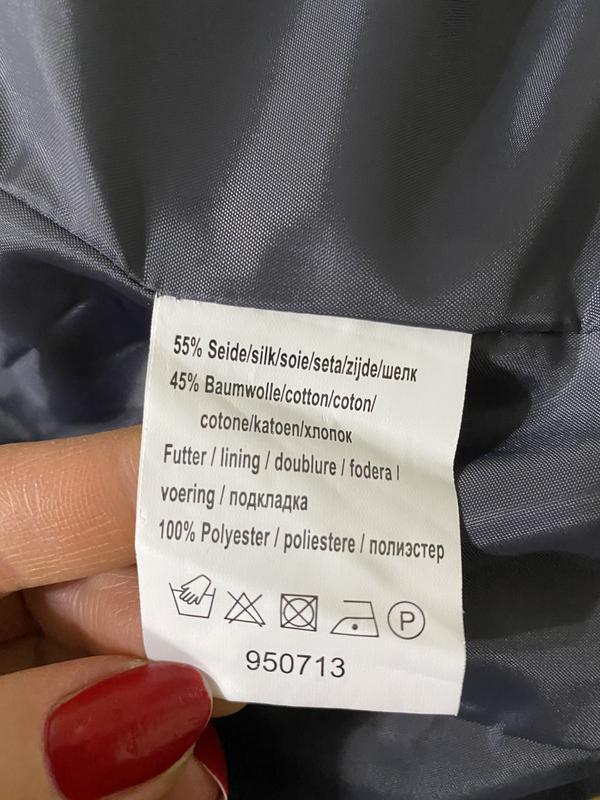 55% Seide/silk/soie/seta/zijde/шелк
45% Baumwolle/cotton/coton/
cotone/katoen/хлопок
Futter / lining / doublure / fodera /
voering / подкладка
100% Polyester / poliestere / полиэстер
P
950713